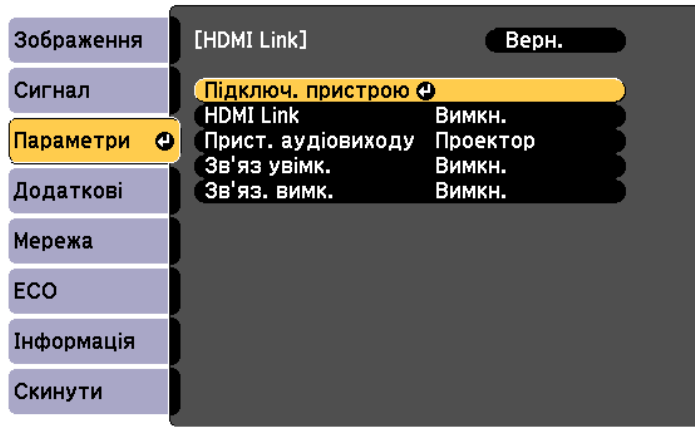 Зображення
Сигнал
Параметри
Додаткові
Мережа
ECO
Інформація
Скинути
[HDMI Link]
Верн.
Підключ. пристрою
HDMI Link Вимкн.
Прист. аудіовиходу Проектор
Зв'яз увімк. Вимкн.
Зв'яз. вимк. Вимкн.